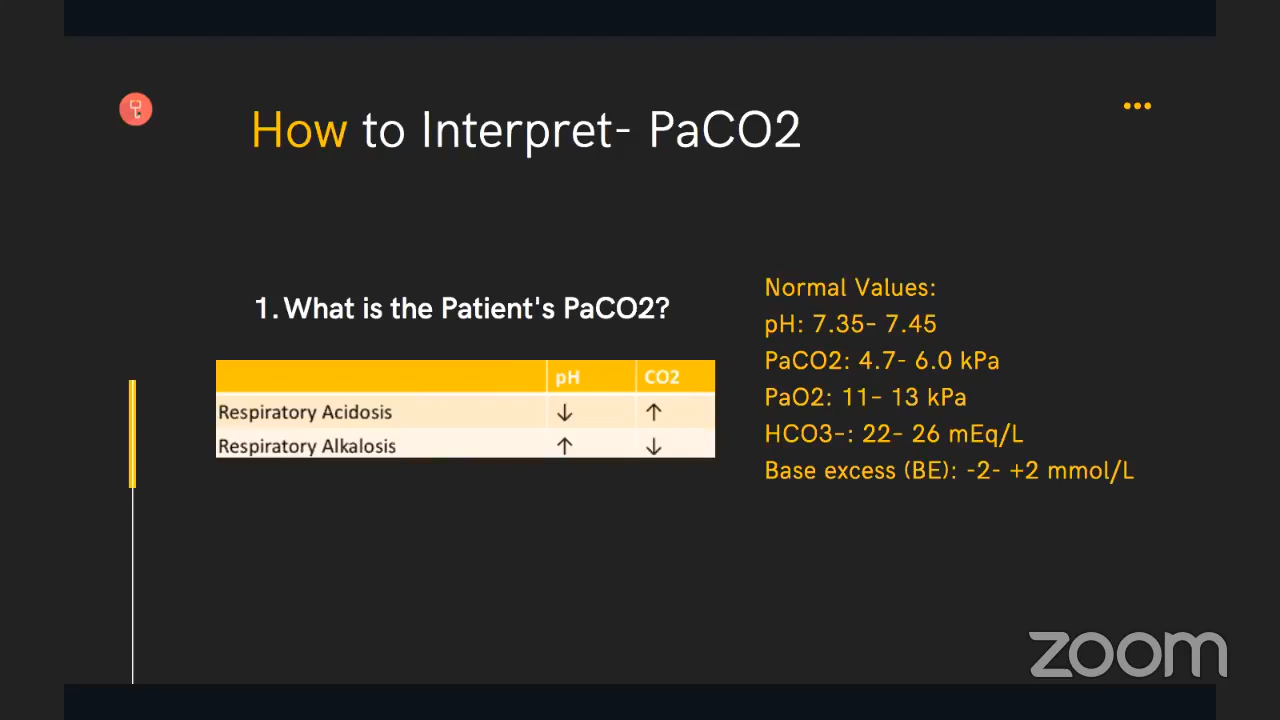 How to Interpret- PaCO2
1. What is the Patient's PaCO2?
pH CO2
Respiratory Acidosis ↓ ↑
Respiratory Alkalosis ↑ ↓
Normal Values:
pH: 7.35- 7.45
PaCO2: 4.7- 6.0 kPa
PaO2: 11- 13 kPa
HCO3-: 22- 26 mEq/L
Base excess (BE): -2- +2 mmol/L
zoom